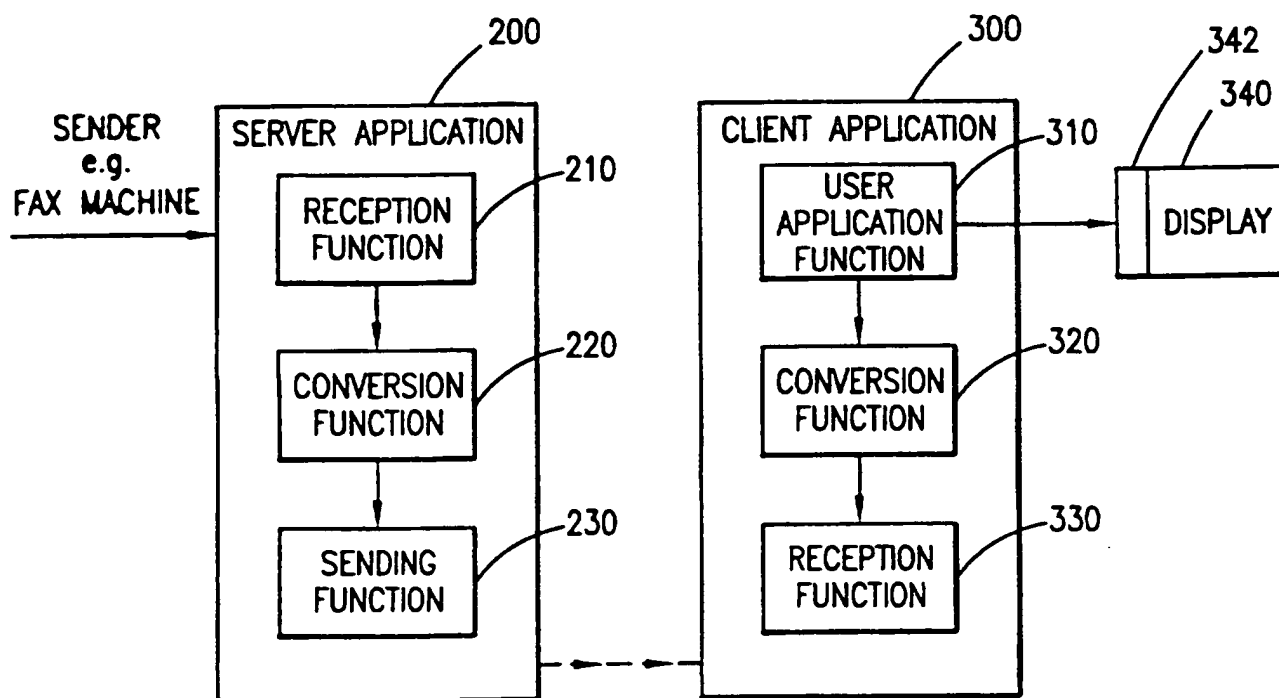 200
300
342
340
SENDER
e.g.
FAX MACHINE
SERVER APPLICATION
210
RECEPTION
FUNCTION
220
CONVERSION
FUNCTION
230
SENDING
FUNCTION
CLIENT APPLICATION
310
USER
APPLICATION
FUNCTION
DISPLAY
320
CONVERSION
FUNCTION
330
RECEPTION
FUNCTION